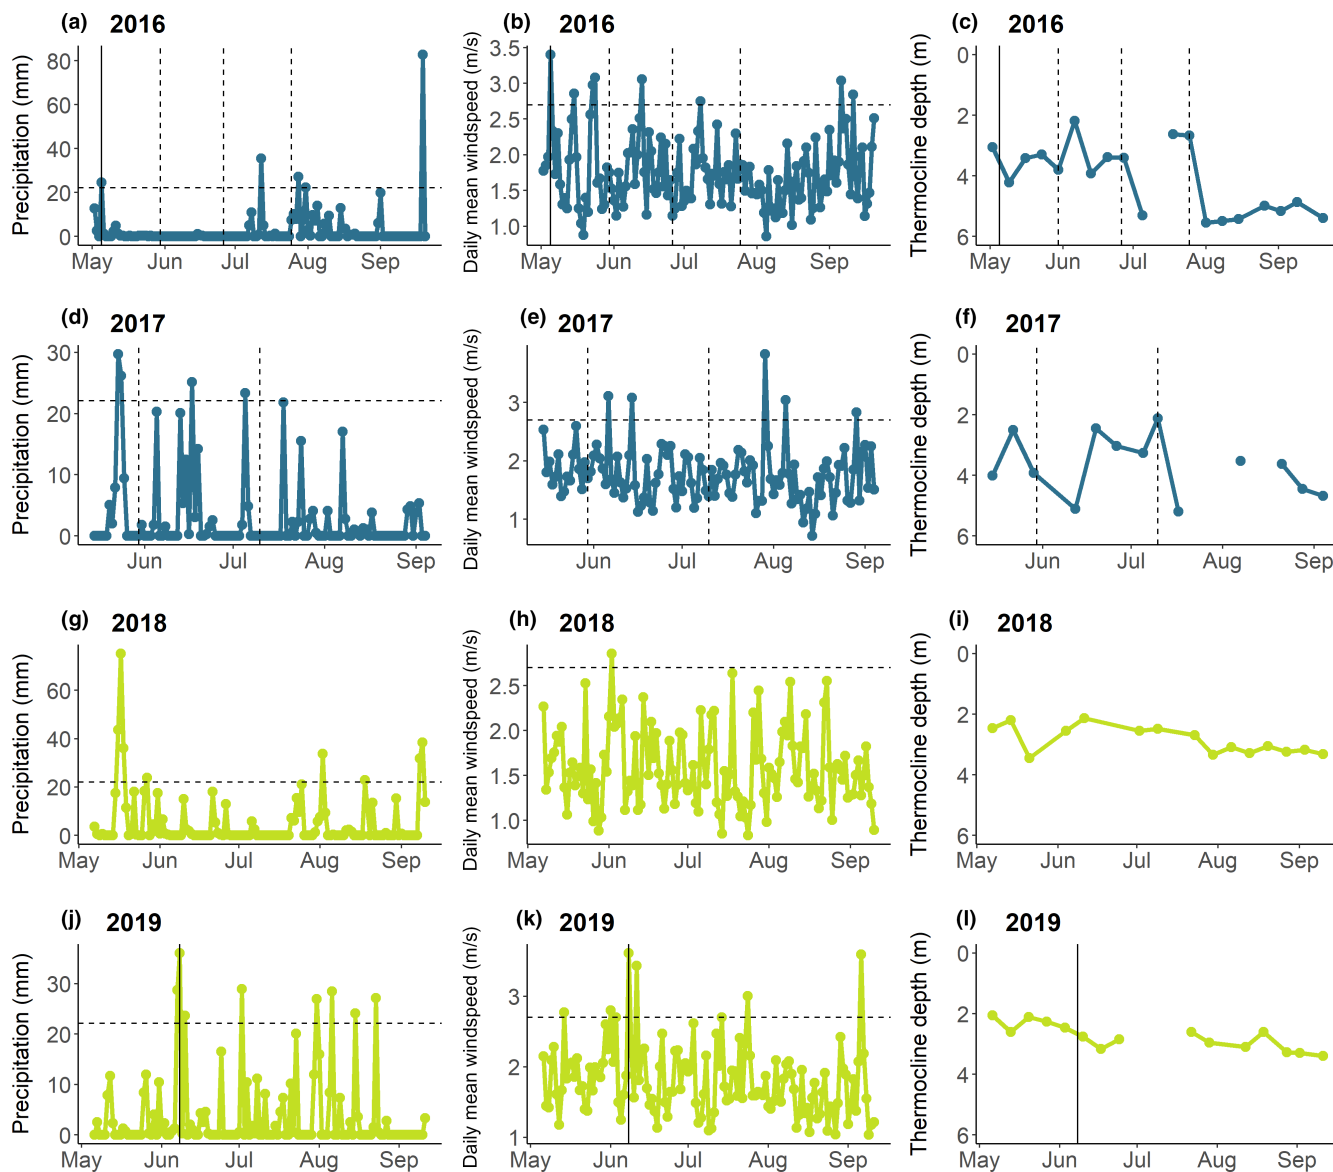 (a) 2016
Precipitation (mm)
80
60
40
20
0
May Jun Jul Aug Sep
(b) 2016
Daily mean windspeed (m/s)
3.5
3.0
2.5
2.0
1.5
1.0
May Jun Jul Aug Sep
(c) 2016
Thermocline depth (m)
0
2
4
6
May Jun Jul Aug Sep
(d) 2017
Precipitation (mm)
30
20
10
0
Jun Jul Aug Sep
(e) 2017
Daily mean windspeed (m/s)
3
2
1
Jun Jul Aug Sep
(f) 2017
Thermocline depth (m)
0
2
4
6
Jun Jul Aug Sep
(g) 2018
Precipitation (mm)
60
40
20
0
May Jun Jul Aug Sep
(h) 2018
Daily mean windspeed (m/s)
2.5
2.0
1.5
1.0
May Jun Jul Aug Sep
(i) 2018
Thermocline depth (m)
0
2
4
6
May Jun Jul Aug Sep
(j) 2019
Precipitation (mm)
30
20
10
0
May Jun Jul Aug Sep
(k) 2019
Daily mean windspeed (m/s)
3
2
1
May Jun Jul Aug Sep
(l) 2019
Thermocline depth (m)
0
2
4
6
May Jun Jul Aug Sep